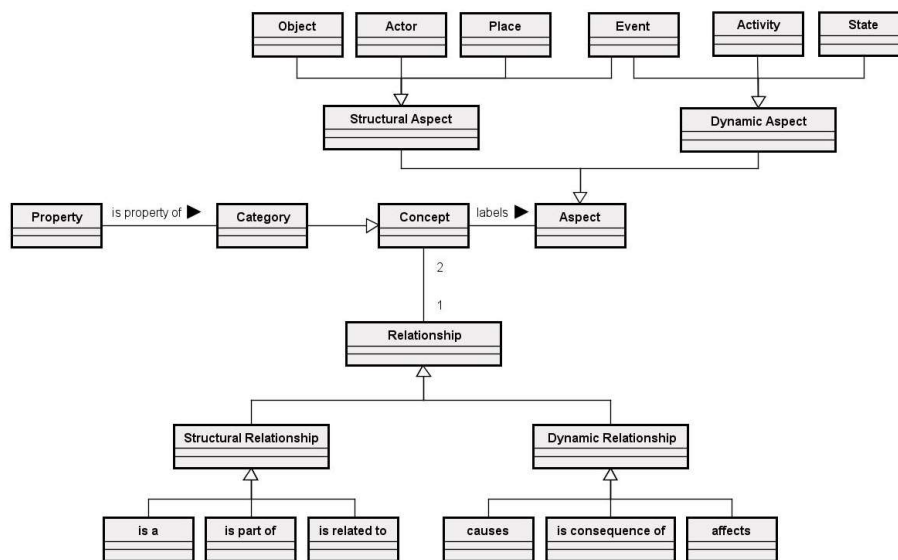 Object
Actor
Place
Event
Activity
State
Structural Aspect
Dynamic Aspect
Property
is property of
Category
Concept
labels
Aspect
2
1
Relationship
Structural Relationship
Dynamic Relationship
is a
is part of
is related to
causes
is consequence of
affects